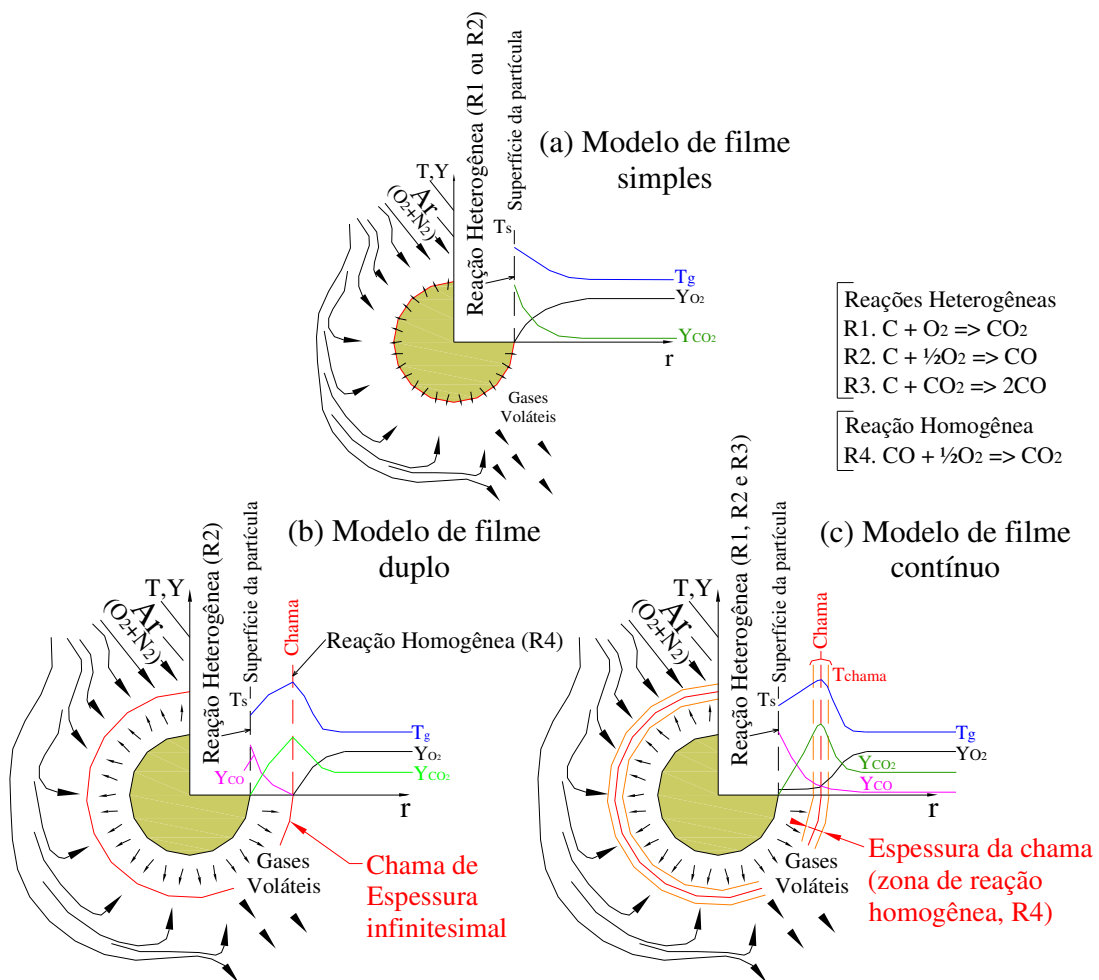 (a) Modelo de filme
simples
T,Y
Ar
(O2+N2)
Reação Heterogênea (R1 ou R2)
Superfície da partícula
Ts
Tg
YO2
YCO2
r
Gases
Voláteis
Reações Heterogêneas
R1. C + O2 => CO2
R2. C + ½O2 => CO
R3. C + CO2 => 2CO
Reação Homogênea
R4. CO + ½O2 => CO2
(b) Modelo de filme
duplo
T,Y
Ar
(O2+N2)
Reação Heterogênea (R2)
Superfície da partícula
Chama
Reação Homogênea (R4)
Ts
Tg
YO2
YCO
YCO2
r
Gases
Voláteis
Chama de
Espessura
infinitesimal
(c) Modelo de filme
contínuo
T,Y
Ar
(O2+N2)
Reação Heterogênea (R1, R2 e R3)
Superfície da partícula
Chama
Tchama
Ts
Tg
YO2
YCO2
YCO
r
Gases
Voláteis
Espessura da chama
(zona de reação
homogênea, R4)